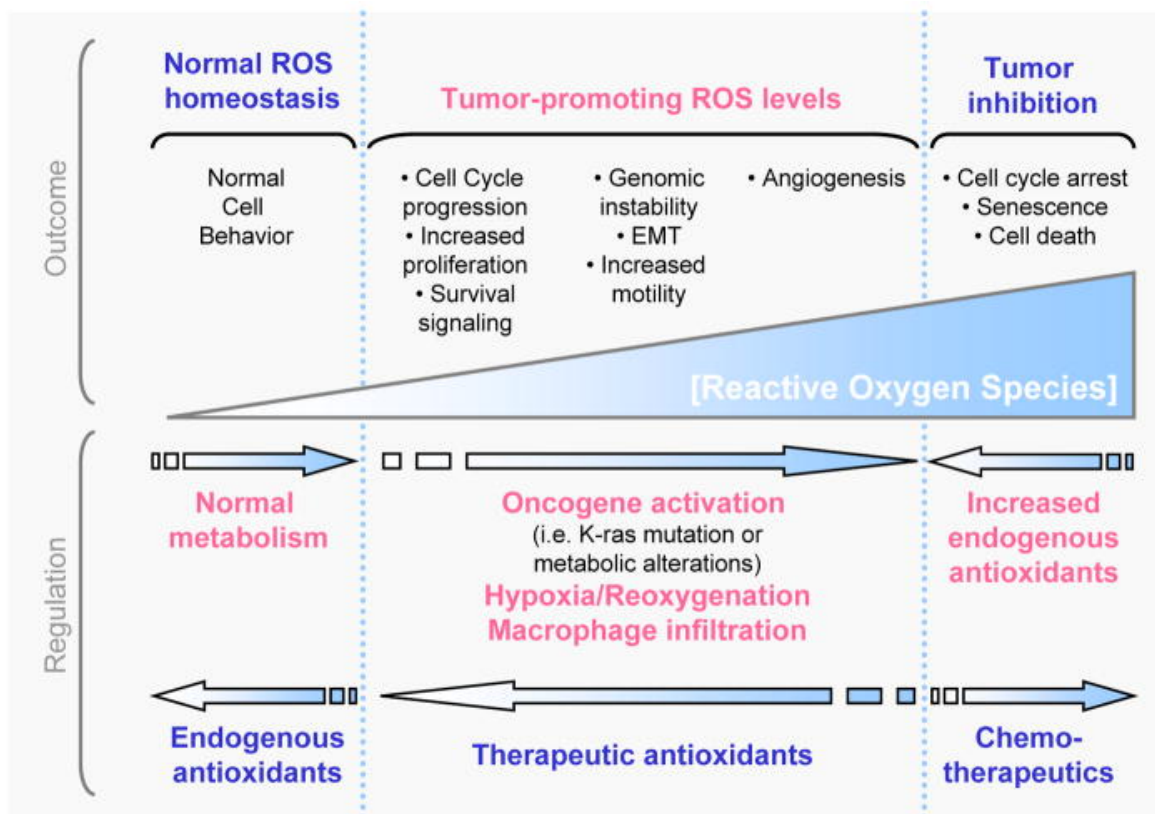 Outcome
Normal ROS
homeostasis
Tumor-promoting ROS levels
Tumor
inhibition
Normal
Cell
Behavior
• Cell Cycle
progression
• Increased
proliferation
• Survival
signaling
• Genomic
instability
• EMT
• Increased
motility
• Angiogenesis
• Cell cycle arrest
• Senescence
• Cell death
[Reactive Oxygen Species]
Regulation
Normal
metabolism
Oncogene activation
(i.e. K-ras mutation or
metabolic alterations)
Hypoxia/Reoxygenation
Macrophage infiltration
Increased
endogenous
antioxidants
Endogenous
antioxidants
Therapeutic antioxidants
Chemo-
therapeutics